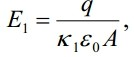 E₁ = q / (κ₁ε₀A),